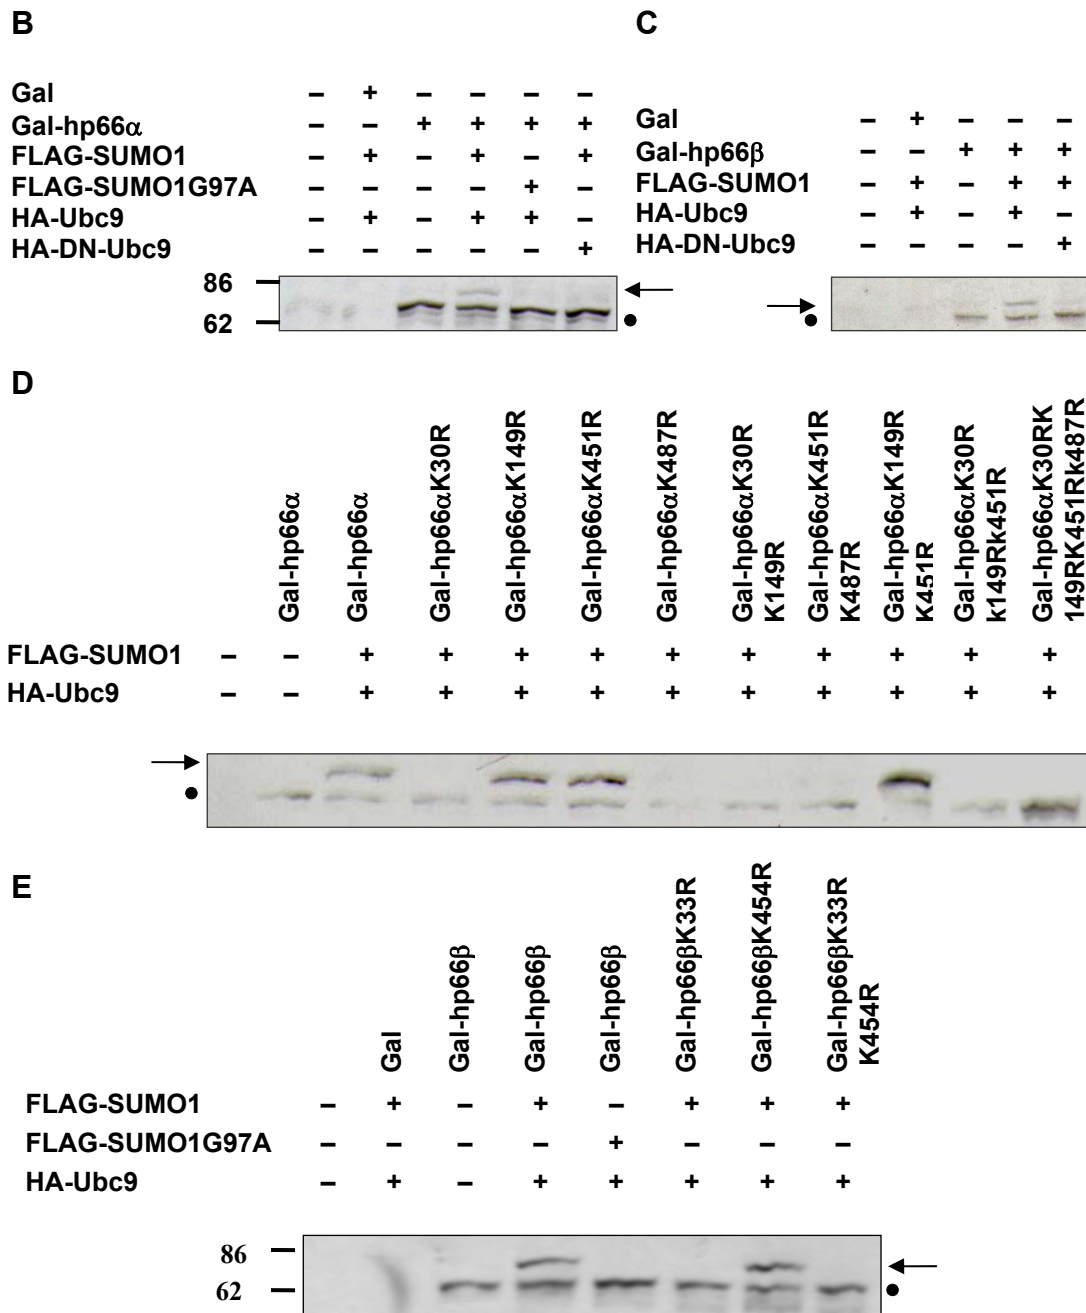 B
Gal – + – – – –
Gal-hp66α – – + + + +
FLAG-SUMO1 – + – + – +
FLAG-SUMO1G97A – – – – + –
HA-Ubc9 – + – + + –
HA-DN-Ubc9 – – – – – +
86
62
C
Gal – + – – –
Gal-hp66β – – + + +
FLAG-SUMO1 – + – + +
HA-Ubc9 – + – + –
HA-DN-Ubc9 – – – – +
D
Gal-hp66α
Gal-hp66α
Gal-hp66αK30R
Gal-hp66αK149R
Gal-hp66αK451R
Gal-hp66αK487R
Gal-hp66αK30R
K149R
Gal-hp66αK451R
K487R
Gal-hp66αK149R
K451R
Gal-hp66αK30R
k149Rk451R
Gal-hp66αK30RK
149RK451Rk487R
FLAG-SUMO1 – – + + + + + + + + + +
HA-Ubc9 – – + + + + + + + + + +
E
Gal
Gal-hp66β
Gal-hp66β
Gal-hp66β
Gal-hp66βK33R
Gal-hp66βK454R
Gal-hp66βK33R
K454R
FLAG-SUMO1 – + – + – + + +
FLAG-SUMO1G97A – – – – + – – –
HA-Ubc9 – + – + + + + +
86
62